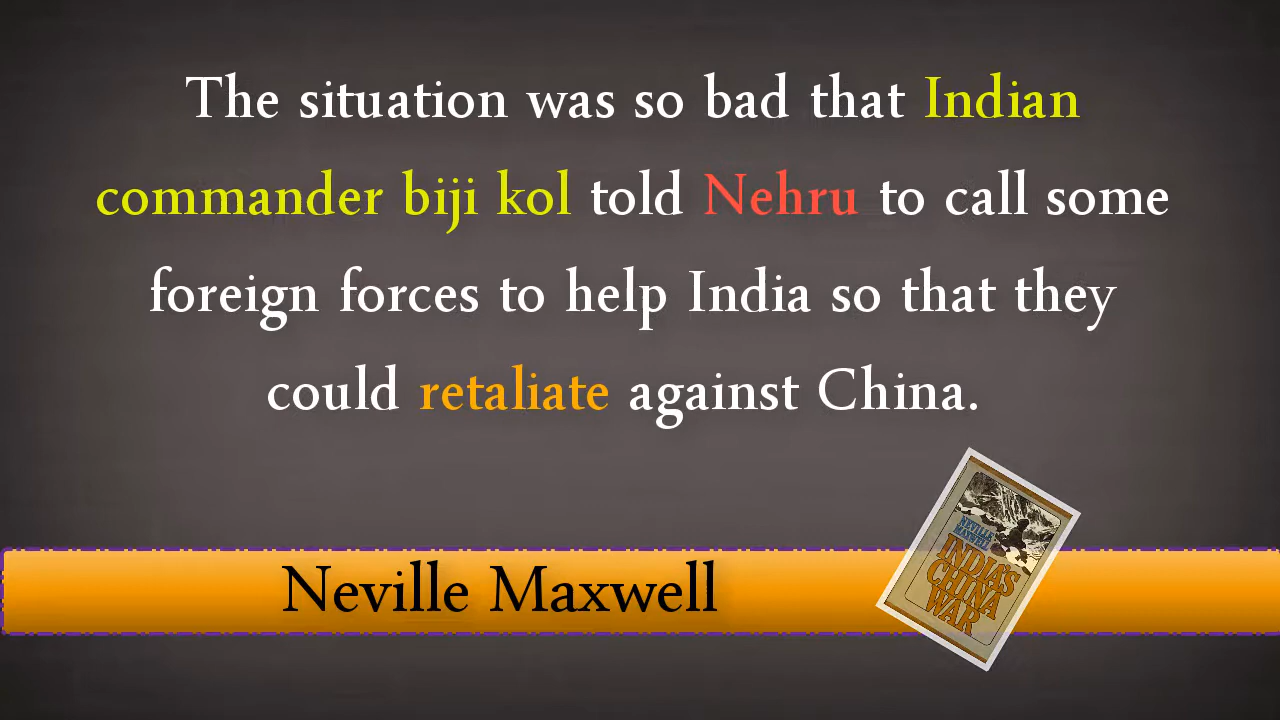 The situation was so bad that Indian
commander biji kol told Nehru to call some
foreign forces to help India so that they
could retaliate against China.
Neville Maxwell
NEVILLE
MAXWELL
INDIA'S
CHINA
WAR